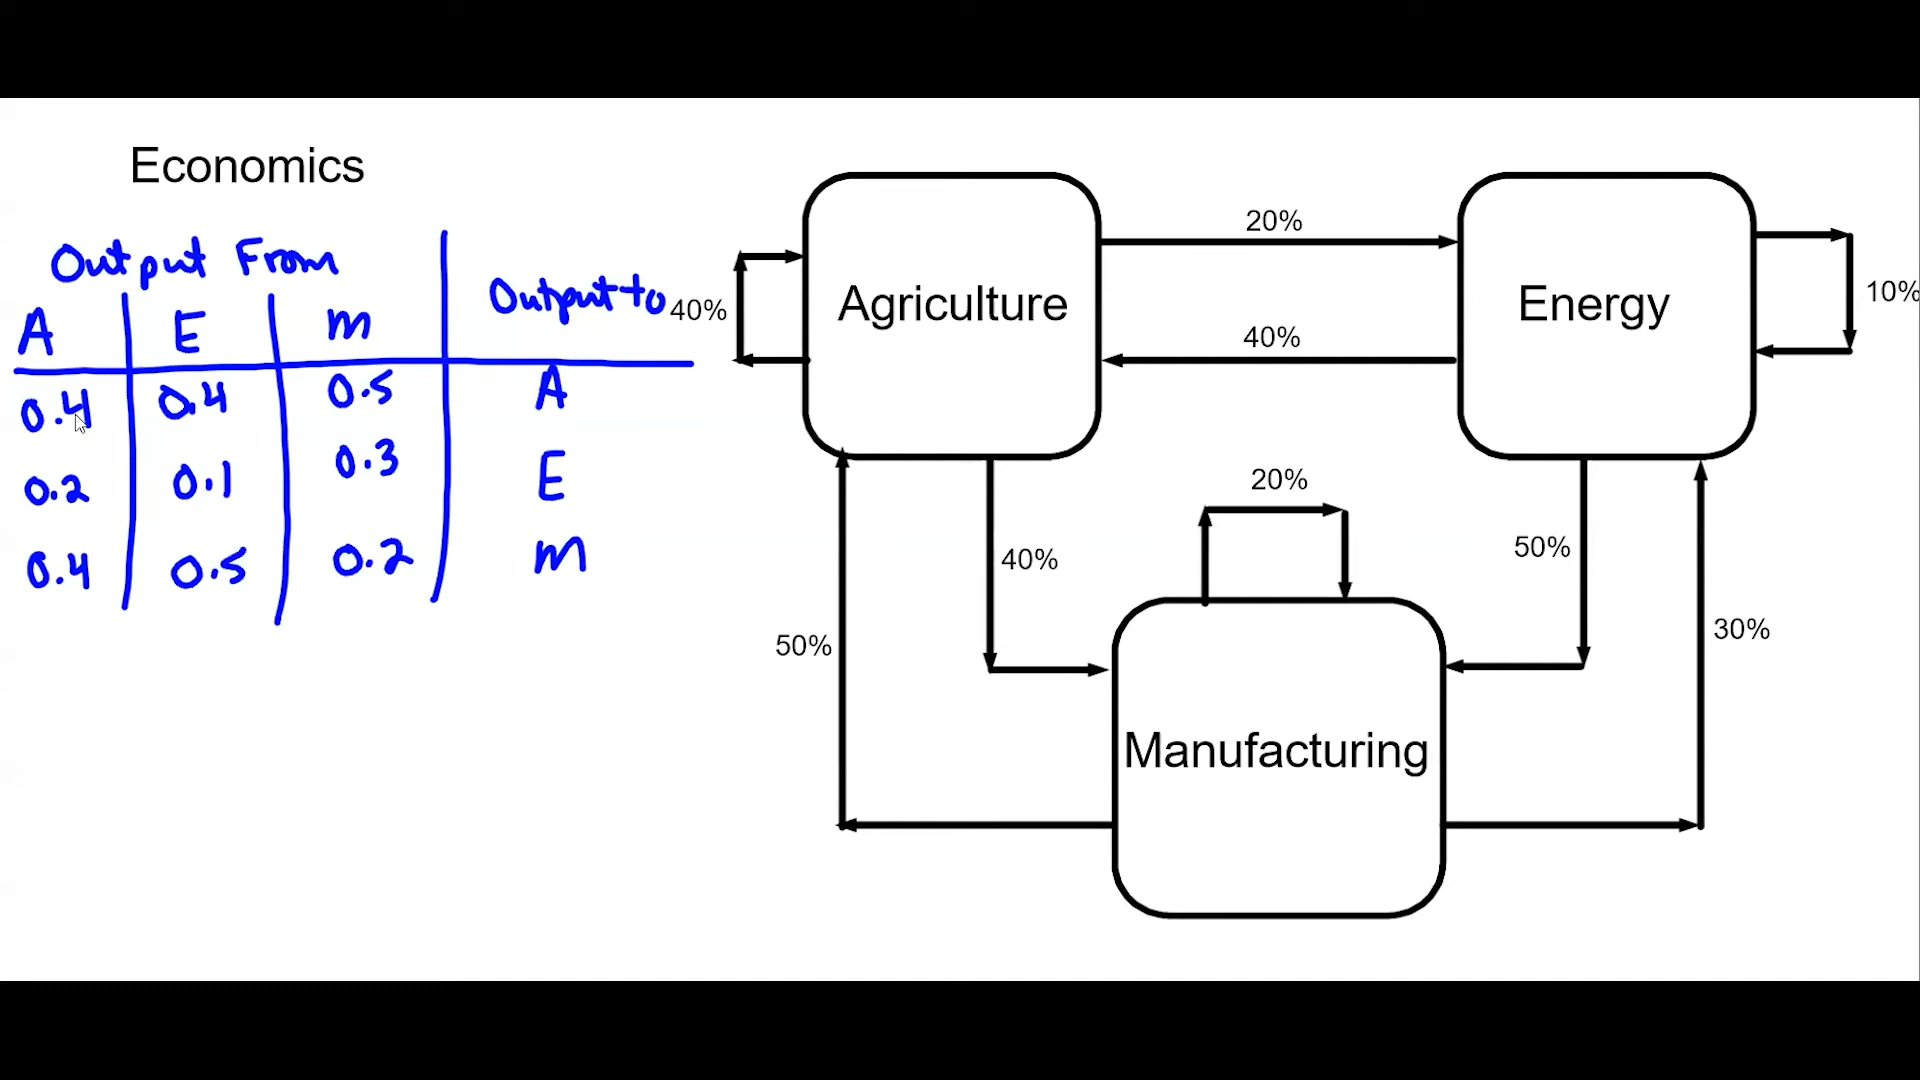 Economics
Output From
Output to
A E m
0.4 0.4 0.5 A
0.2 0.1 0.3 E
0.4 0.5 0.2 m
20%
40%
Agriculture
Energy
10%
40%
20%
40%
50%
50%
30%
Manufacturing